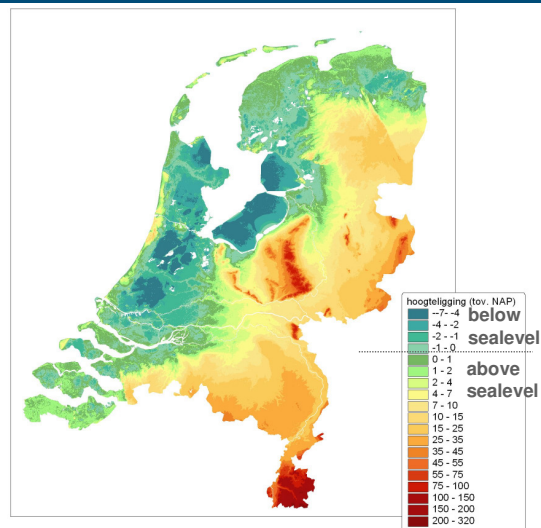 hoogteligging (tov. NAP)
--7- -4
-4 - -2
-2 - -1
-1 - 0
0 - 1
1 - 2
2 - 4
4 - 7
7 - 10
10 - 15
15 - 25
25 - 35
35 - 45
45 - 55
55 - 75
75 - 100
100 - 150
150 - 200
200 - 320
below
sealevel
above
sealevel